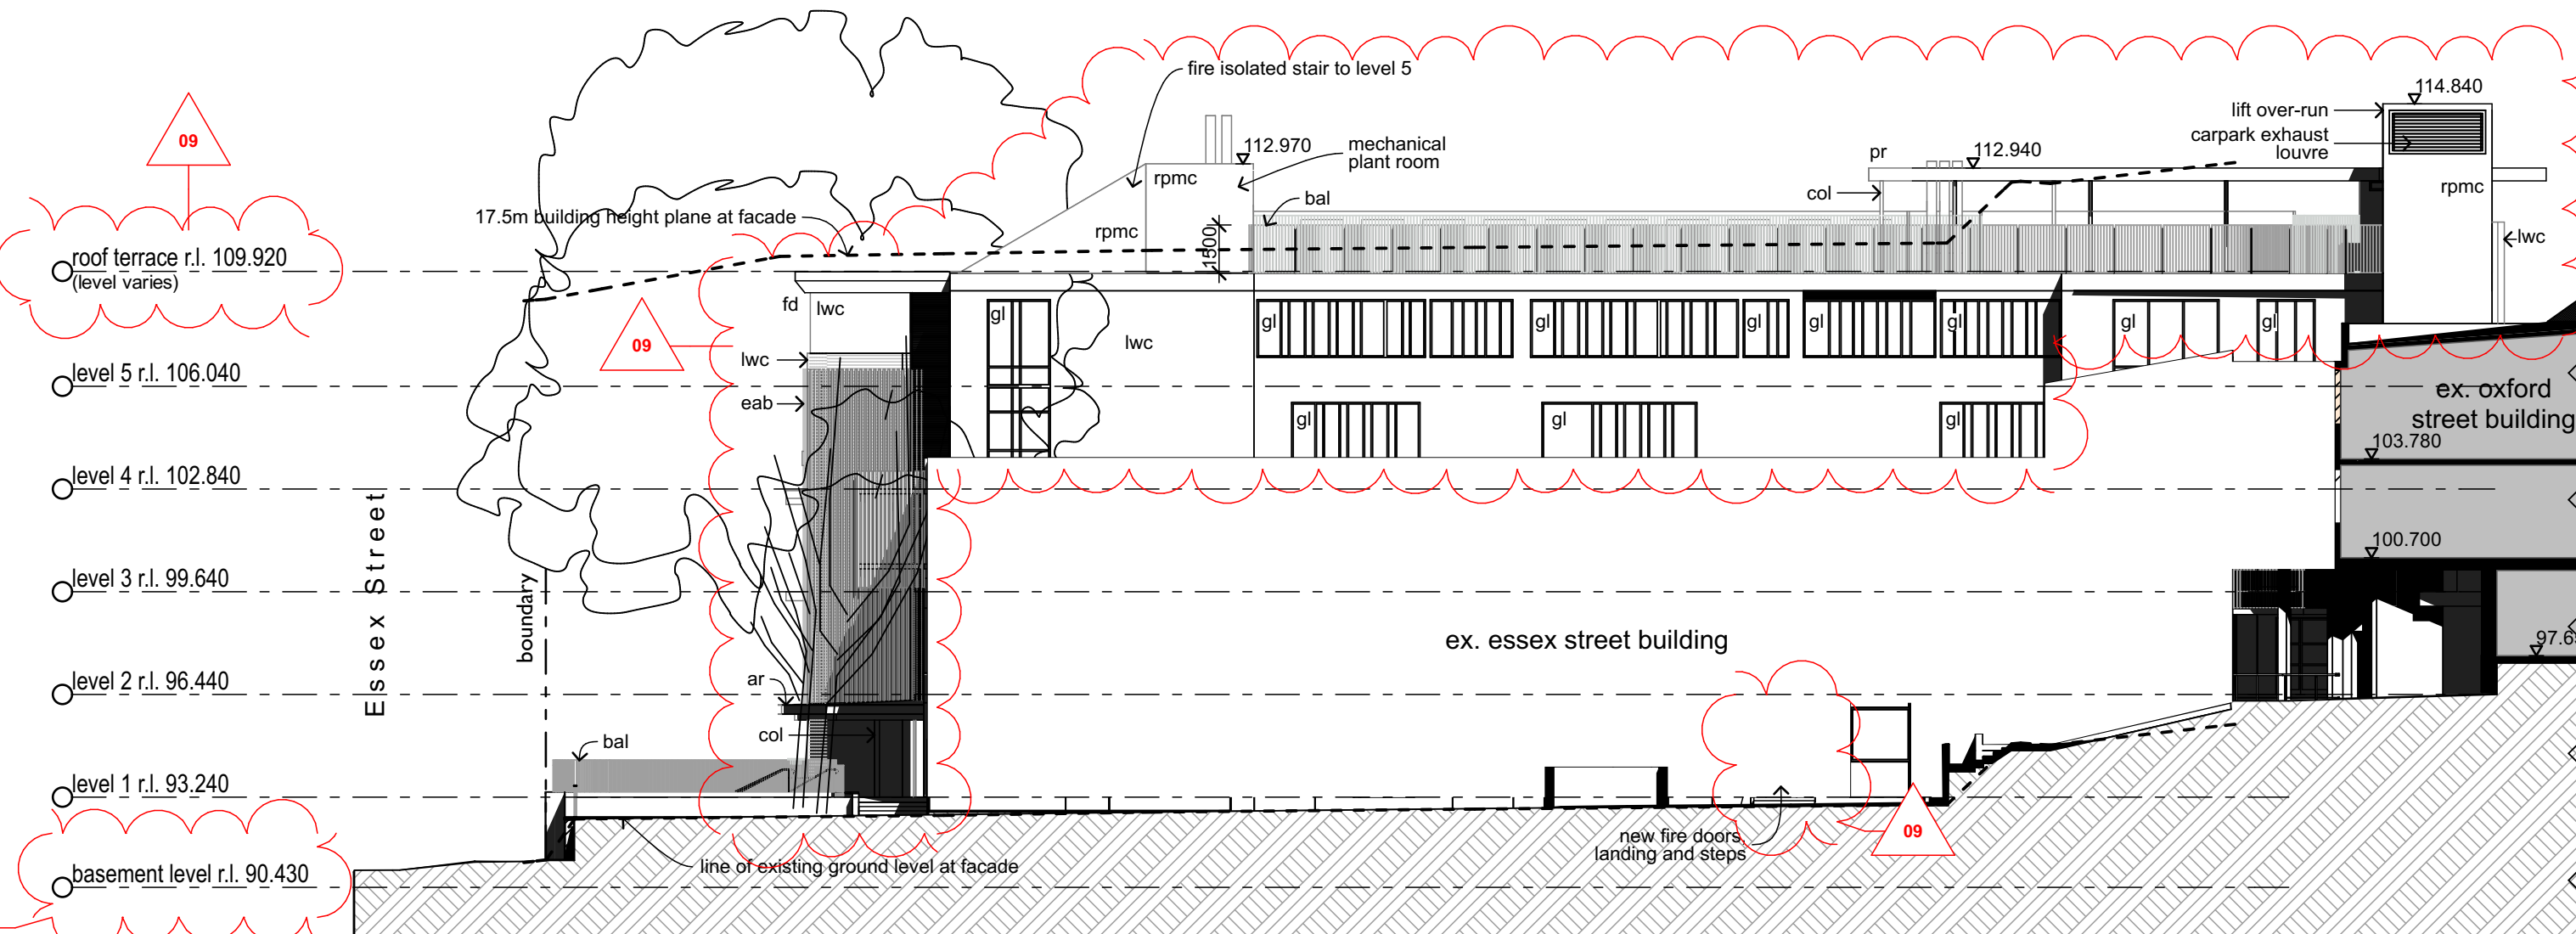 fire isolated stair to level 5
114.840
lift over-run
carpark exhaust
louvre
09
112.970
mechanical
plant room
pr
112.940
rpmc
rpmc
col
bal
17.5m building height plane at facade
rpmc
1500
lwc
roof terrace r.l. 109.920
(level varies)
fd
lwc
gl
gl
gl
gl
gl
gl
gl
gl
09
lwc
lwc
level 5 r.l. 106.040
eab
gl
gl
gl
ex. oxford
street building
103.780
level 4 r.l. 102.840
Essex Street
100.700
level 3 r.l. 99.640
boundary
ex. essex street building
level 2 r.l. 96.440
ar
col
bal
level 1 r.l. 93.240
09
new fire doors,
landing and steps
line of existing ground level at facade
basement level r.l. 90.430